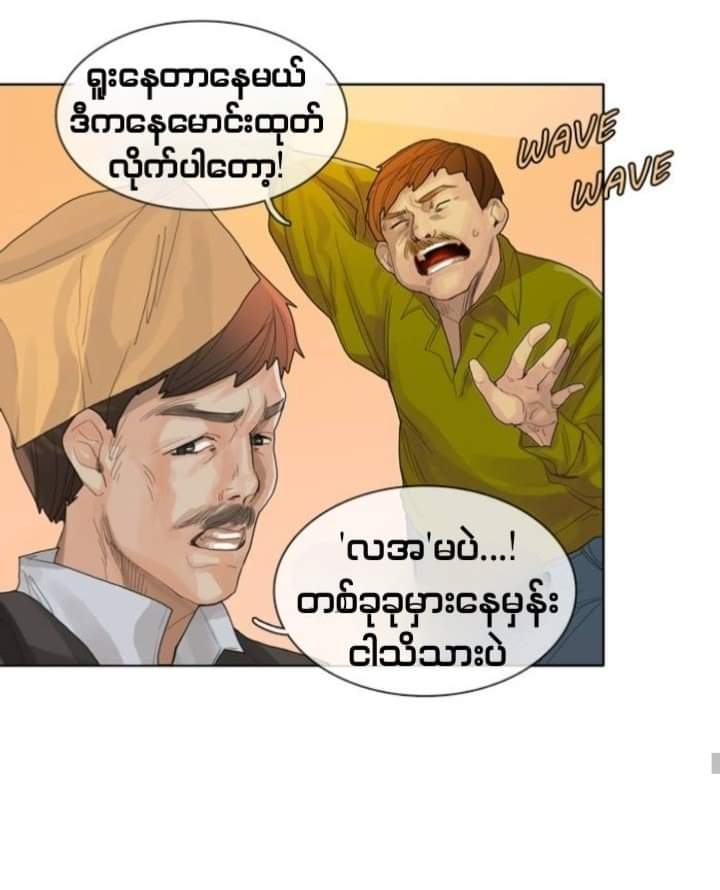 ရူးနေတာနေမယ်
ဒီကနေမောင်းထုတ်
လိုက်ပါတော့!
WAVE
WAVE
'လအ'မပဲ...!
တစ်ခုခုမှားနေမှန်း
ငါသိသားပဲ